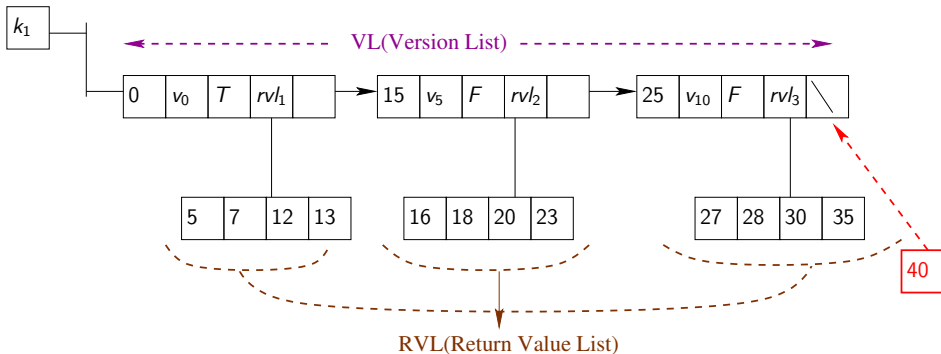 k₁
VL(Version List)
0 v₀ T rvl₁ 15 v₅ F rvl₂ 25 v₁₀ F rvl₃
5 7 12 13 16 18 20 23 27 28 30 35
40
RVL(Return Value List)